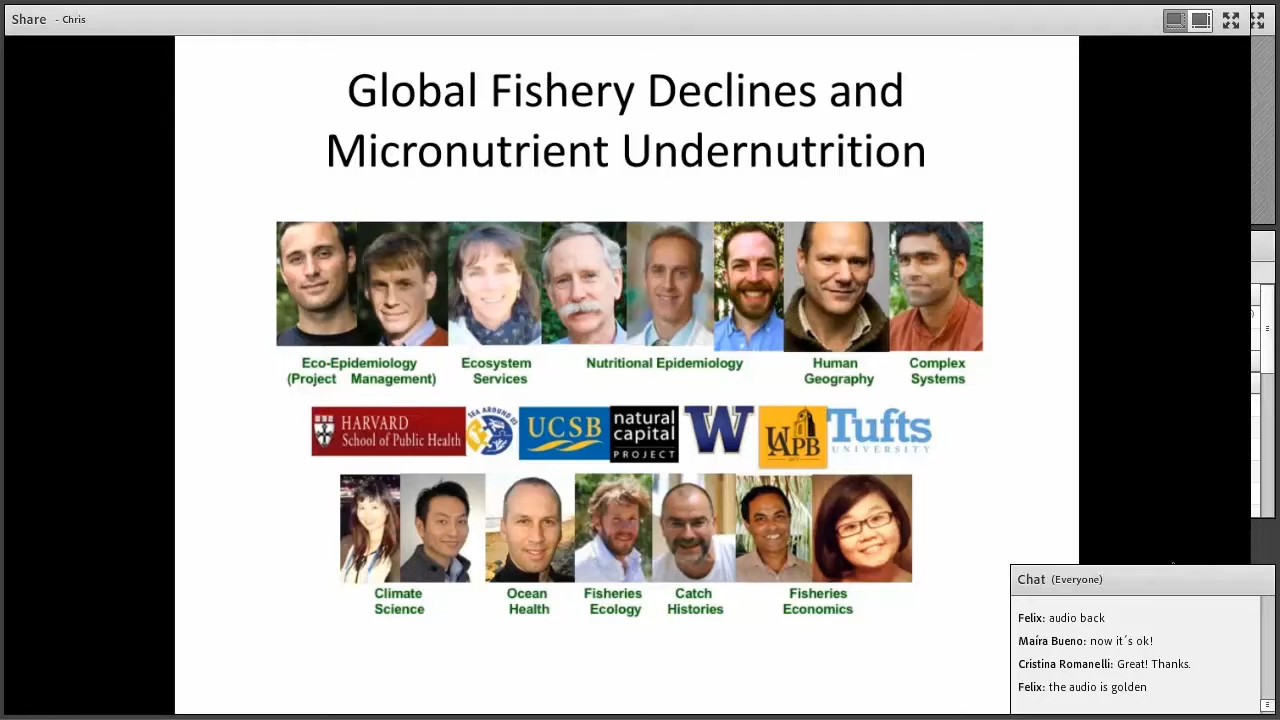 Share - Chris
Global Fishery Declines and
Micronutrient Undernutrition
Eco-Epidemiology
(Project Management)
Ecosystem
Services
Nutritional Epidemiology
Human
Geography
Complex
Systems
HARVARD
School of Public Health
SEA AROUND US
UCSB
natural
capital
PROJECT
W
UAPB
Tufts
UNIVERSITY
Climate
Science
Ocean
Health
Fisheries
Ecology
Catch
Histories
Fisheries
Economics
Chat (Everyone)
Felix: audio back
Maíra Bueno: now it´s ok!
Cristina Romanelli: Great! Thanks.
Felix: the audio is golden